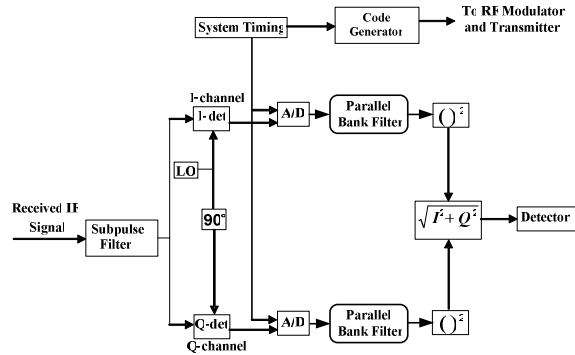 System Timing
Code
Generator
To RF Modulator
and Transmitter
I-channel
I-det
A/D
Parallel
Bank Filter
( )²
LO
90°
Received IF
Signal
Subpulse
Filter
√I²+Q²
Detector
Q-det
Q-channel
A/D
Parallel
Bank Filter
( )²